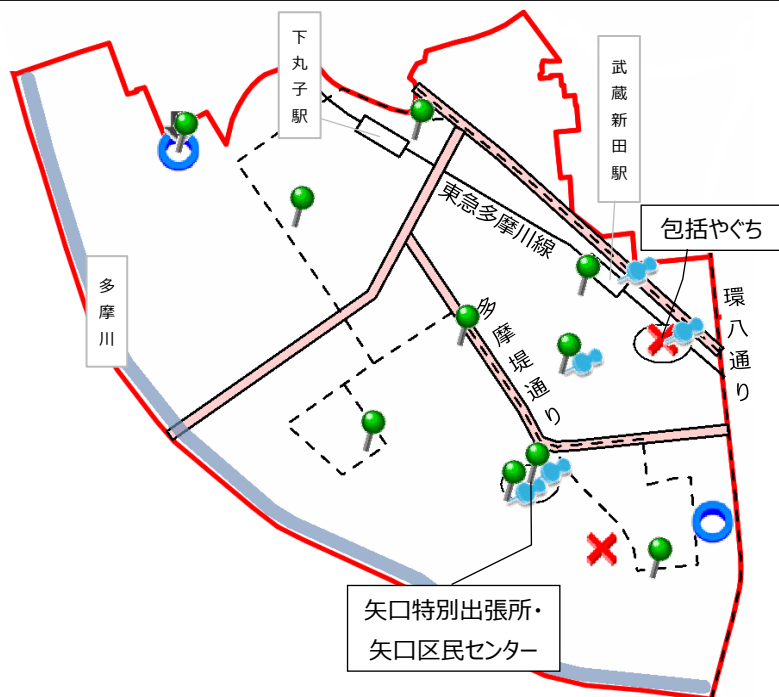 下丸子駅
武蔵新田駅
包括やぐち
東急多摩川線
多摩川
環八通り
多摩堤通り
矢口特別出張所・
矢口区民センター